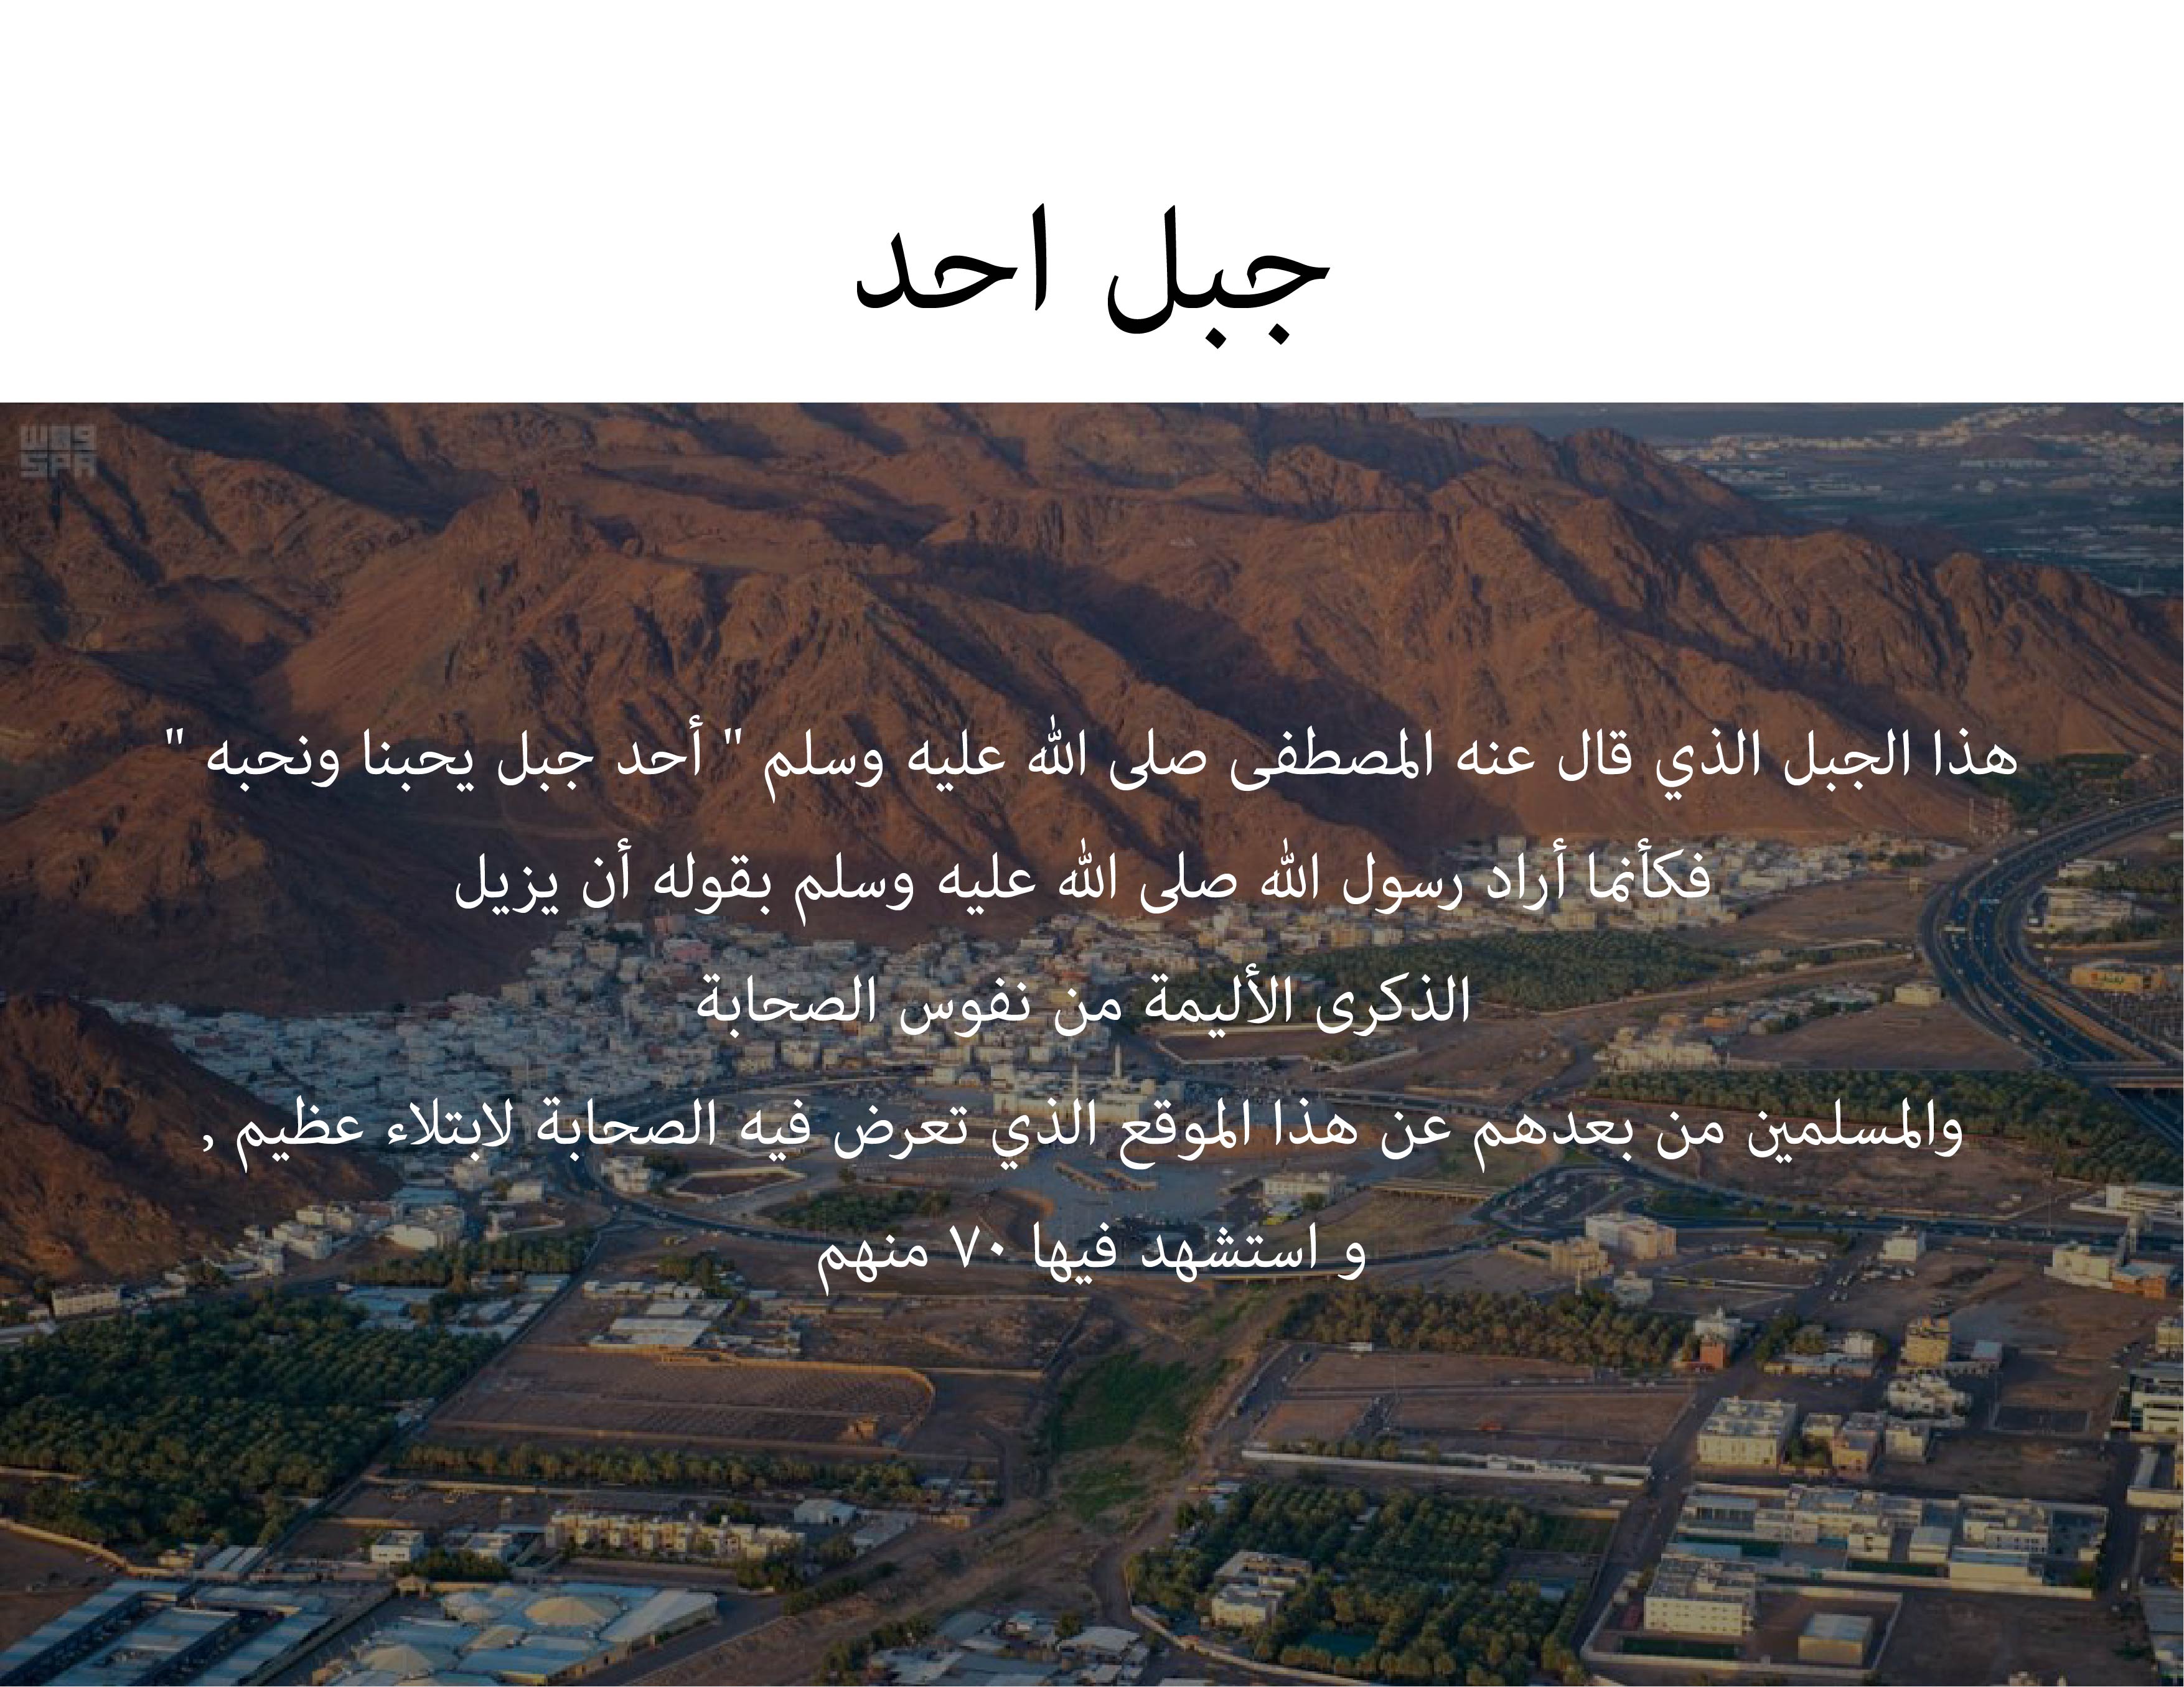 جبل احد
واس
SPA
هذا الجبل الذي قال عنه المصطفى صلى الله عليه وسلم " أحد جبل يحبنا ونحبه "
فكأنما أراد رسول الله صلى الله عليه وسلم بقوله أن يزيل
الذكرى الأليمة من نفوس الصحابة
والمسلمين من بعدهم عن هذا الموقع الذي تعرض فيه الصحابة لابتلاء عظيم ,
و استشهد فيها ٧٠ منهم